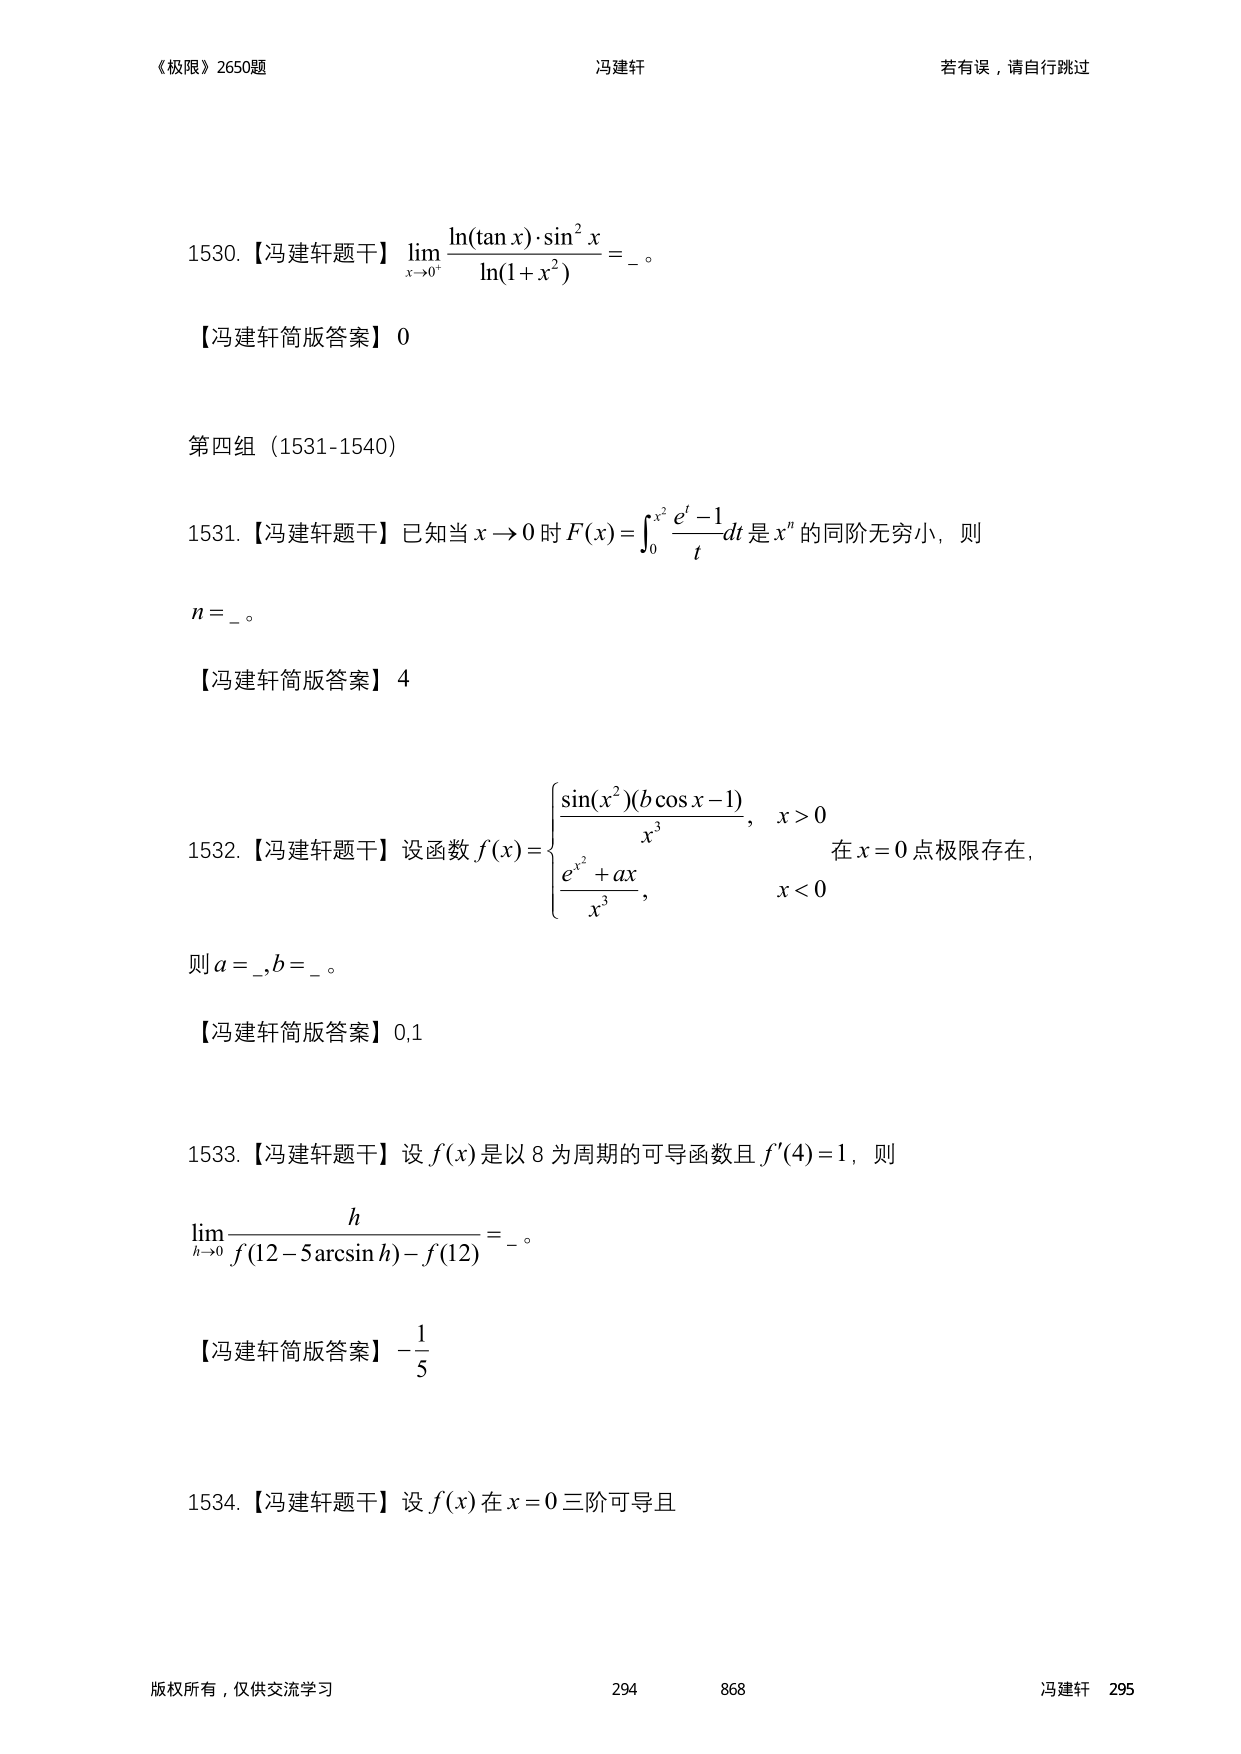 《极限》2650题 冯建轩 若有误，请自行跳过
1530.【冯建轩题干】 $\lim_{x \to 0^+} \frac{\ln(\tan x) \cdot \sin^2 x}{\ln(1+x^2)} = \_$ 。
【冯建轩简版答案】 0
第四组（1531-1540）
1531.【冯建轩题干】已知当 $x \to 0$ 时 $F(x) = \int_0^{x^2} \frac{e^t - 1}{t} dt$ 是 $x^n$ 的同阶无穷小，则
$n = \_$ 。
【冯建轩简版答案】 4
1532.【冯建轩题干】设函数 $f(x) = \begin{cases} \frac{\sin(x^2)(b\cos x - 1)}{x^3}, & x > 0 \\ \frac{e^{x^2} + ax}{x^3}, & x < 0 \end{cases}$ 在 $x = 0$ 点极限存在，
则 $a = \_, b = \_$ 。
【冯建轩简版答案】0,1
1533.【冯建轩题干】设 $f(x)$ 是以 8 为周期的可导函数且 $f'(4) = 1$，则
$\lim_{h \to 0} \frac{h}{f(12 - 5\arcsin h) - f(12)} = \_$ 。
【冯建轩简版答案】 $-\frac{1}{5}$
1534.【冯建轩题干】设 $f(x)$ 在 $x = 0$ 三阶可导且
版权所有，仅供交流学习 294 868 冯建轩 295